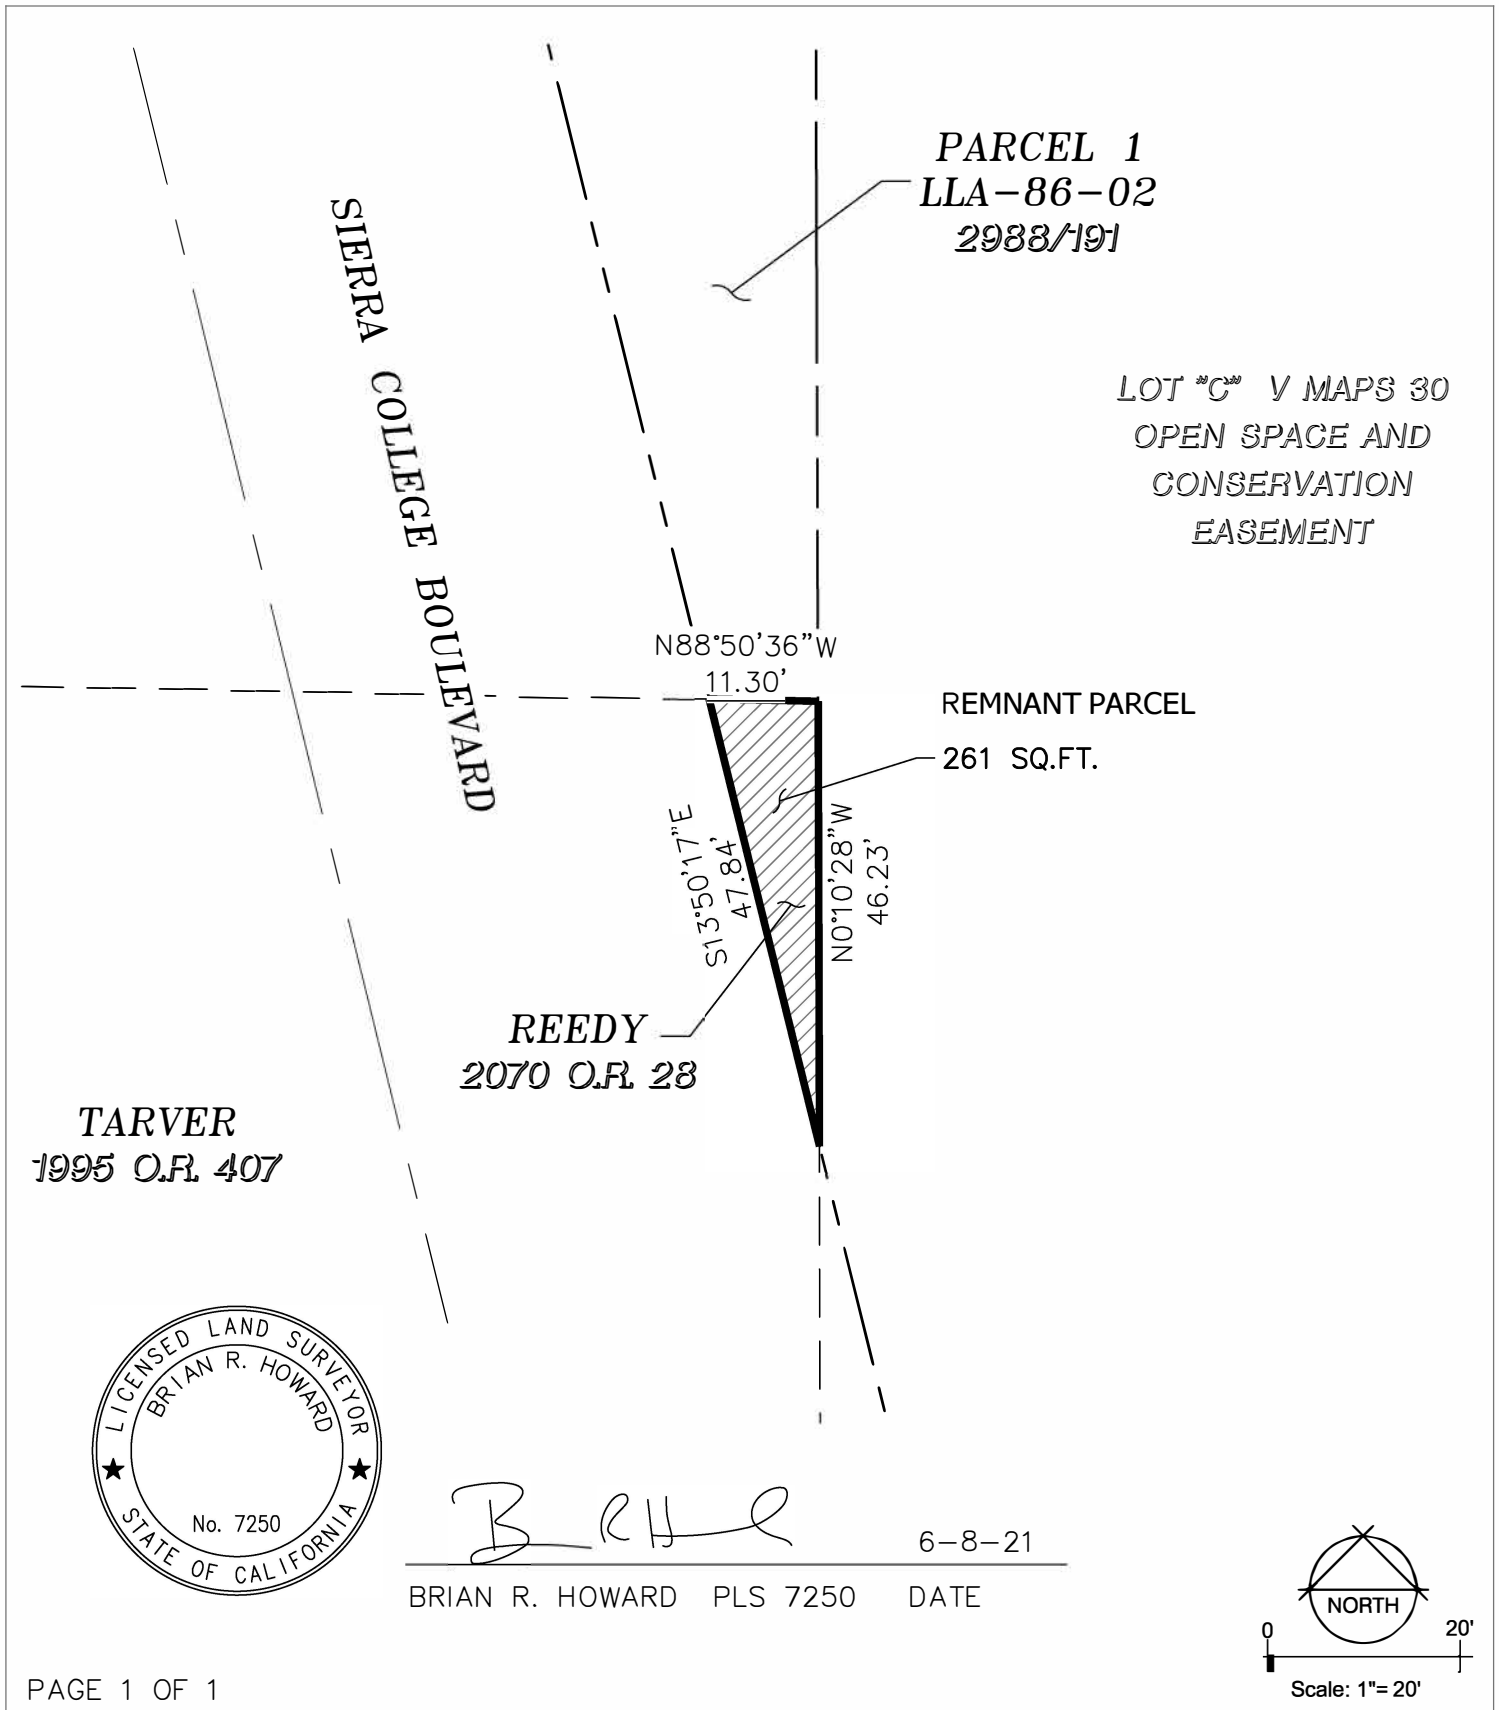 PARCEL 1
LLA-86-02
2988/191
SIERRA COLLEGE BOULEVARD
LOT "C" V MAPS 30
OPEN SPACE AND
CONSERVATION
EASEMENT
N88°50'36"W
11.30'
REMNANT PARCEL
261 SQ.FT.
S13°50'17"E
47.84'
N0°10'28"W
46.23'
REEDY
2070 O.R. 28
TARVER
1995 O.R. 407
LICENSED LAND SURVEYOR
BRIAN R. HOWARD
No. 7250
STATE OF CALIFORNIA
6-8-21
BRIAN R. HOWARD PLS 7250 DATE
NORTH
0 20'
Scale: 1"= 20'
PAGE 1 OF 1